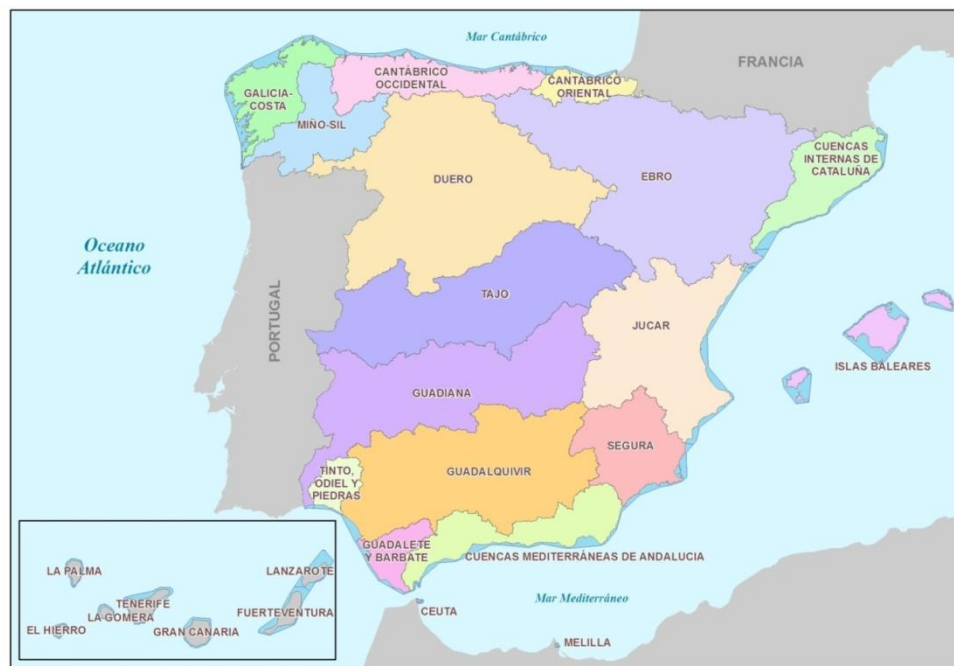 Mar Cantábrico
FRANCIA
CANTÁBRICO
OCCIDENTAL
CANTÁBRICO
ORIENTAL
GALICIA-
COSTA
MIÑO-SIL
CUENCAS
INTERNAS DE
CATALUÑA
DUERO
EBRO
Oceano
Atlántico
TAJO
PORTUGAL
JUCAR
ISLAS BALEARES
GUADIANA
SEGURA
TINTO,
ODIEL Y
PIEDRAS
GUADALQUIVIR
GUADALETE
Y BARBATE
CUENCAS MEDITERRÁNEAS DE ANDALUCIA
Mar Mediterráneo
CEUTA
MELILLA
LA PALMA
LANZAROTE
TENERIFE
LA GOMERA
FUERTEVENTURA
EL HIERRO
GRAN CANARIA